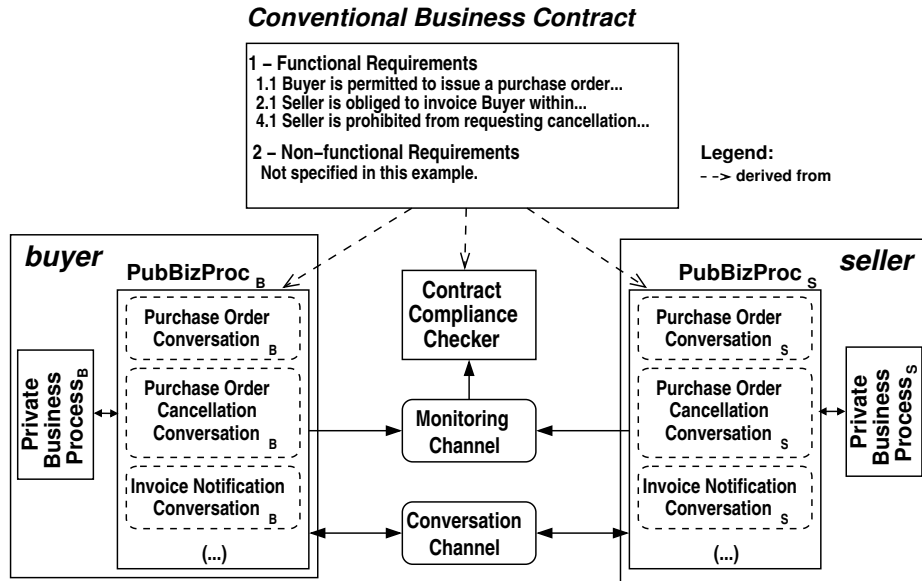 Conventional Business Contract
1 – Functional Requirements
1.1 Buyer is permitted to issue a purchase order...
2.1 Seller is obliged to invoice Buyer within...
4.1 Seller is prohibited from requesting cancellation...
2 – Non–functional Requirements
Not specified in this example.
Legend:
– –> derived from
buyer
PubBizProc B
Purchase Order
Conversation
B
Purchase Order
Cancellation
Conversation
B
Invoice Notification
Conversation
B
(...)
Private
Business
Process B
Contract
Compliance
Checker
Monitoring
Channel
Conversation
Channel
seller
PubBizProc S
Purchase Order
Conversation
S
Purchase Order
Cancellation
Conversation
S
Invoice Notification
Conversation
S
(...)
Private
Business
Process S